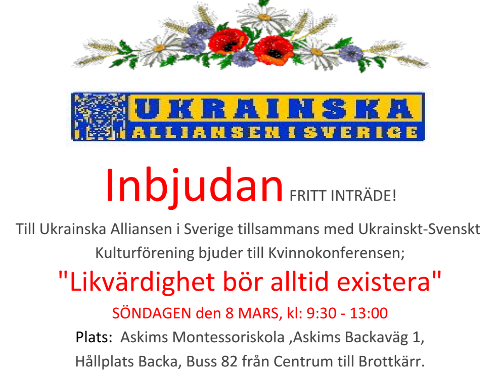 UKRAINSKA
ALLIANSEN I SVERIGE
Inbjudan FRITT INTRÄDE!
Till Ukrainska Alliansen i Sverige tillsammans med Ukrainskt-Svenskt
Kulturförening bjuder till Kvinnokonferensen;
"Likvärdighet bör alltid existera"
SÖNDAGEN den 8 MARS, kl: 9:30 - 13:00
Plats: Askims Montessoriskola ,Askims Backaväg 1,
Hållplats Backa, Buss 82 från Centrum till Brottkärr.